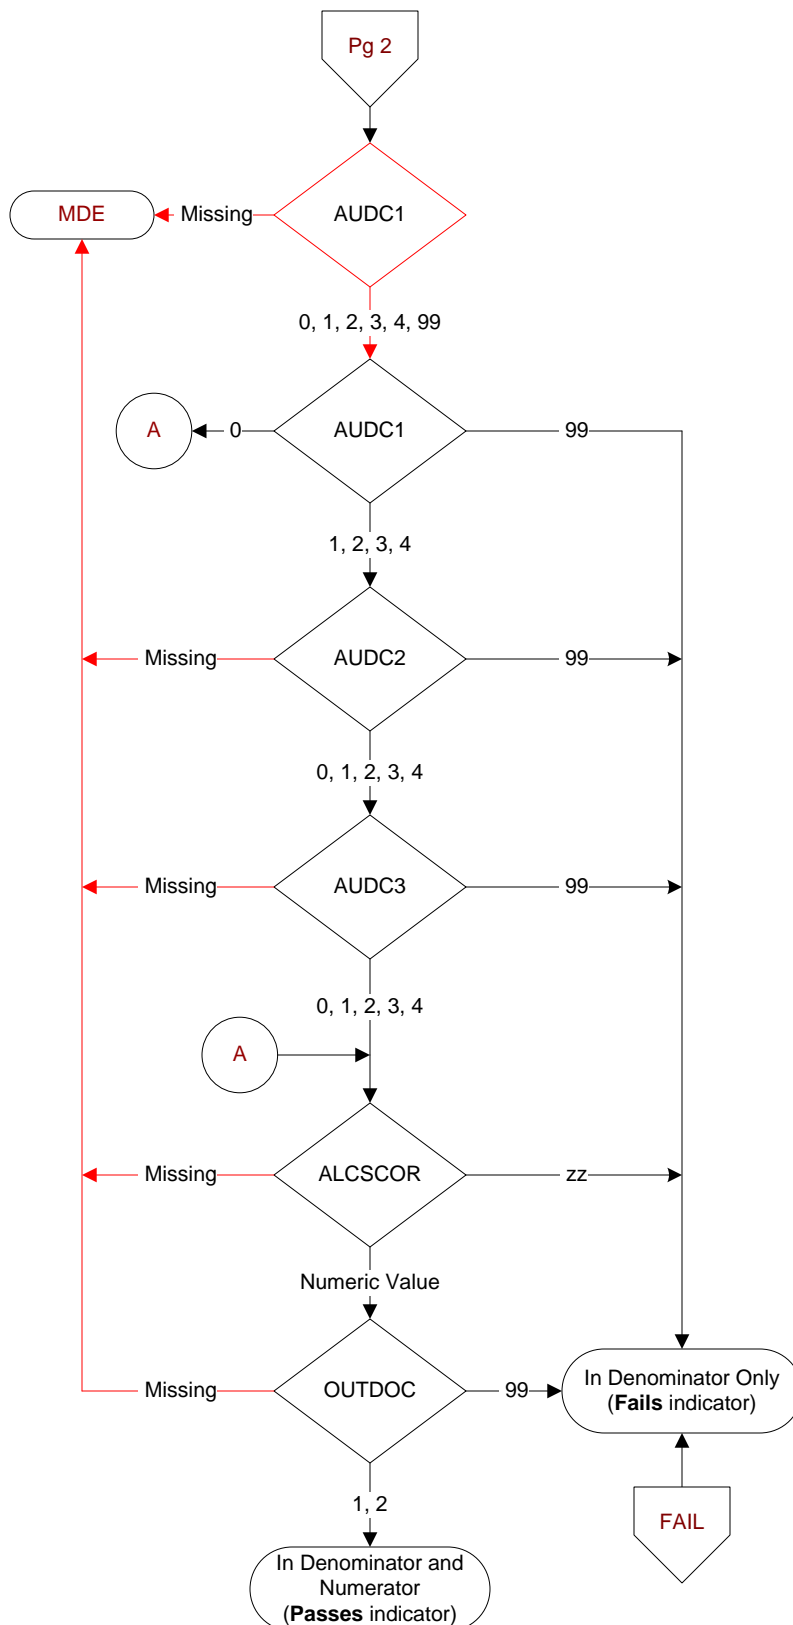 Pg 2
AUDC1
Missing
MDE
0, 1, 2, 3, 4, 99
AUDC1
0
A
99
1, 2, 3, 4
AUDC2
Missing
99
0, 1, 2, 3, 4
AUDC3
Missing
99
0, 1, 2, 3, 4
A
ALCSCOR
Missing
zz
Numeric Value
OUTDOC
Missing
99
In Denominator Only
(Fails indicator)
1, 2
FAIL
In Denominator and
Numerator
(Passes indicator)